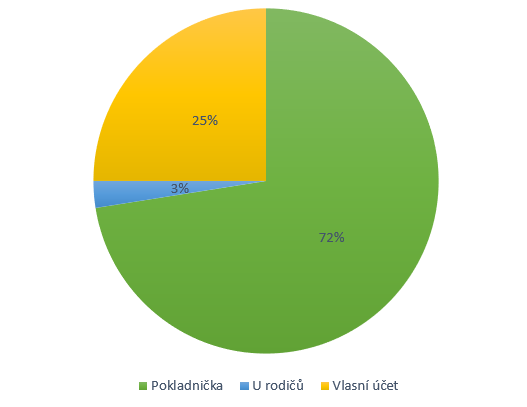 25%
3%
72%
Pokladnička U rodičů Vlasní účet